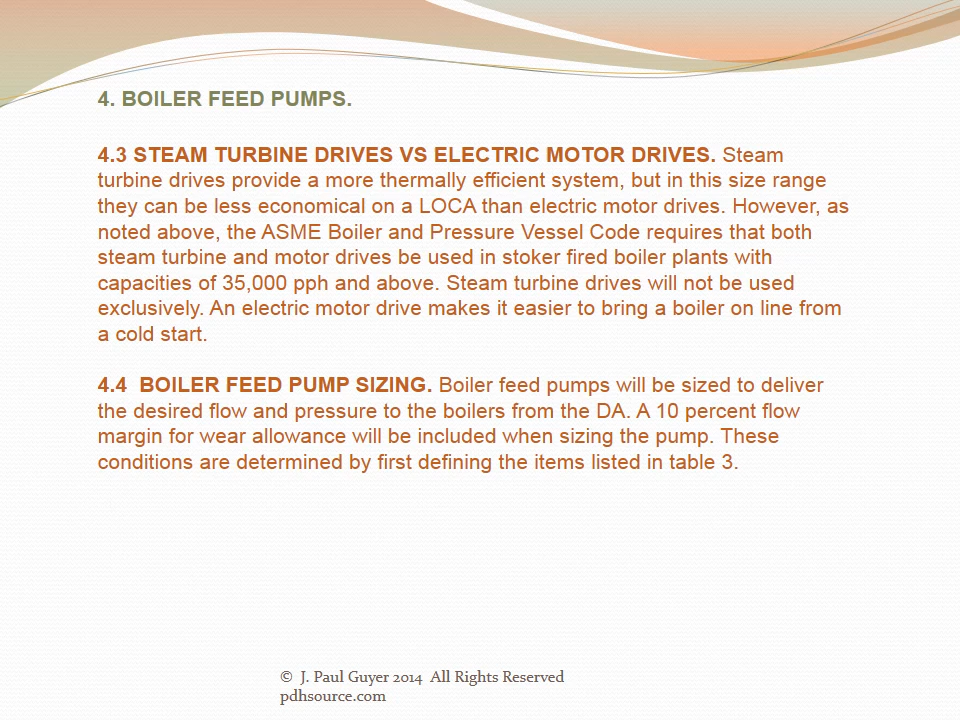 4. BOILER FEED PUMPS.
4.3 STEAM TURBINE DRIVES VS ELECTRIC MOTOR DRIVES. Steam
turbine drives provide a more thermally efficient system, but in this size range
they can be less economical on a LOCA than electric motor drives. However, as
noted above, the ASME Boiler and Pressure Vessel Code requires that both
steam turbine and motor drives be used in stoker fired boiler plants with
capacities of 35,000 pph and above. Steam turbine drives will not be used
exclusively. An electric motor drive makes it easier to bring a boiler on line from
a cold start.
4.4 BOILER FEED PUMP SIZING. Boiler feed pumps will be sized to deliver
the desired flow and pressure to the boilers from the DA. A 10 percent flow
margin for wear allowance will be included when sizing the pump. These
conditions are determined by first defining the items listed in table 3.
© J. Paul Guyer 2014 All Rights Reserved
pdhsource.com